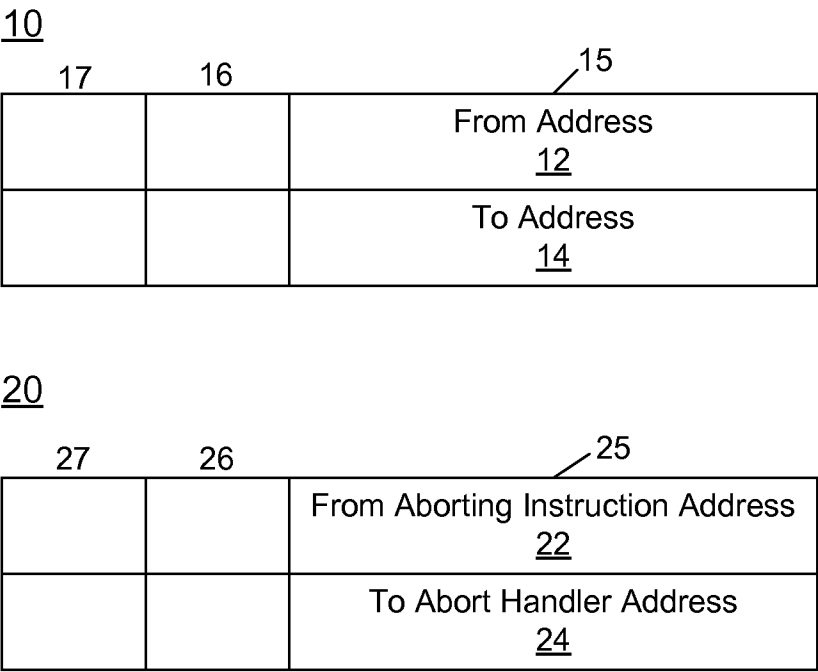 10
17 16 15
From Address
12
To Address
14
20
27 26 25
From Aborting Instruction Address
22
To Abort Handler Address
24